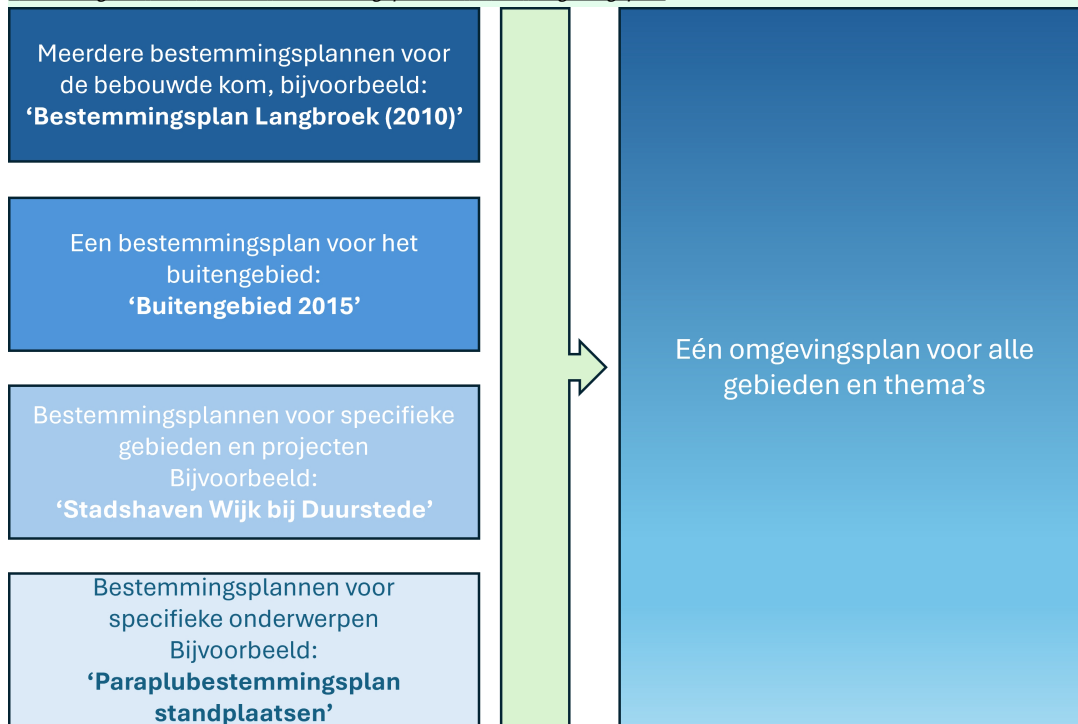 Meerdere bestemmingsplannen voor
de bebouwde kom, bijvoorbeeld:
‘Bestemmingsplan Langbroek (2010)’
Een bestemmingsplan voor het
buitengebied:
‘Buitengebied 2015’
Bestemmingsplannen voor specifieke
gebieden en projecten
Bijvoorbeeld:
‘Stadshaven Wijk bij Duurstede’
Bestemmingsplannen voor
specifieke onderwerpen
Bijvoorbeeld:
‘Paraplubestemmingsplan
standplaatsen’
Eén omgevingsplan voor alle
gebieden en thema’s